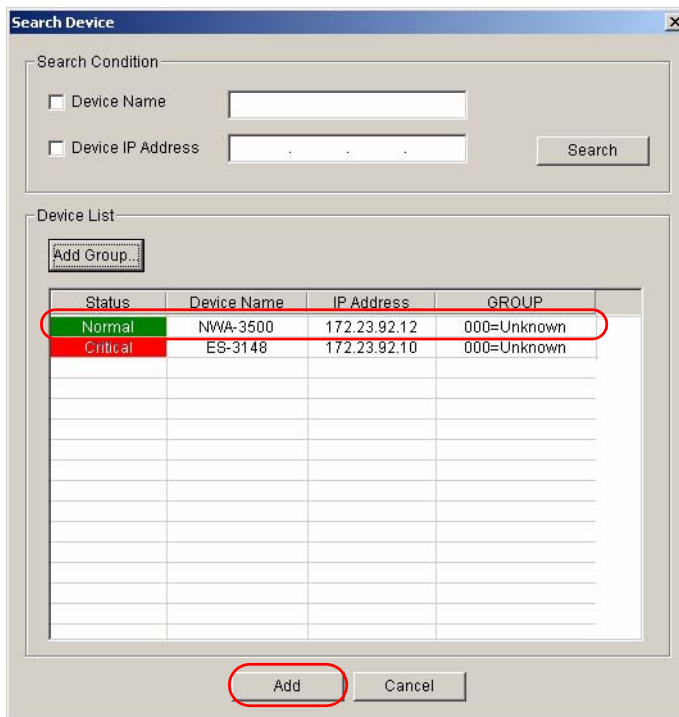 Search Device
Search Condition
Device Name
Device IP Address . . .
Search
Device List
Add Group...
Status Device Name IP Address GROUP
Normal NWA-3500 172.23.92.12 000=Unknown
Critical ES-3148 172.23.92.10 000=Unknown
Add Cancel